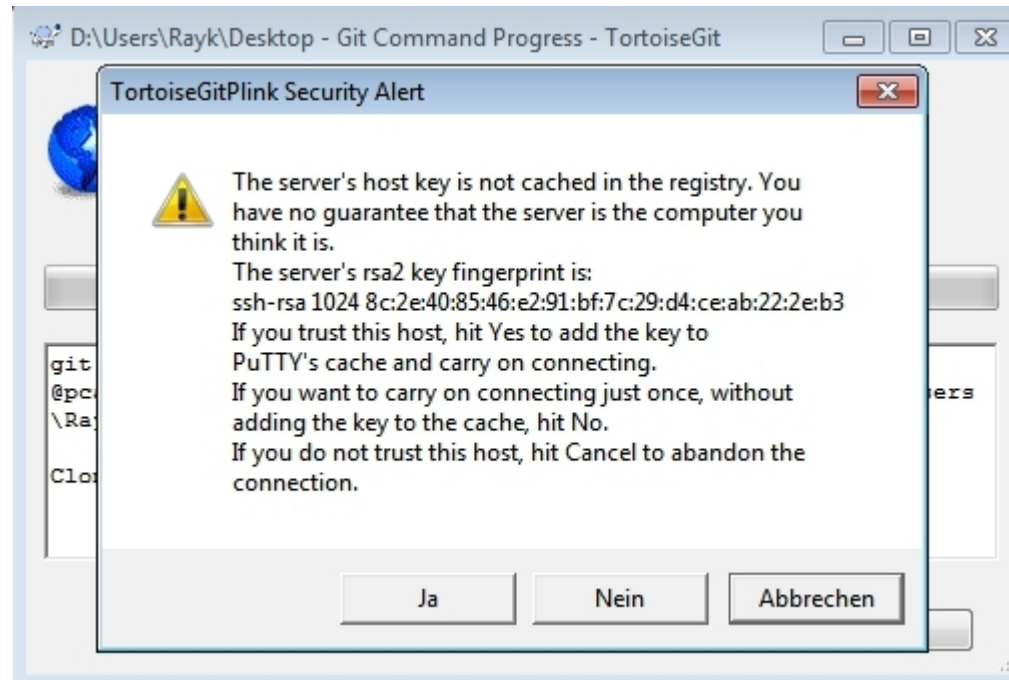 D:\Users\Rayk\Desktop - Git Command Progress - TortoiseGit
TortoiseGitPlink Security Alert
The server's host key is not cached in the registry. You
have no guarantee that the server is the computer you
think it is.
The server's rsa2 key fingerprint is:
ssh-rsa 1024 8c:2e:40:85:46:e2:91:bf:7c:29:d4:ce:ab:22:2e:b3
If you trust this host, hit Yes to add the key to
PuTTY's cache and carry on connecting.
If you want to carry on connecting just once, without
adding the key to the cache, hit No.
If you do not trust this host, hit Cancel to abandon the
connection.
git
Ja Nein Abbrechen